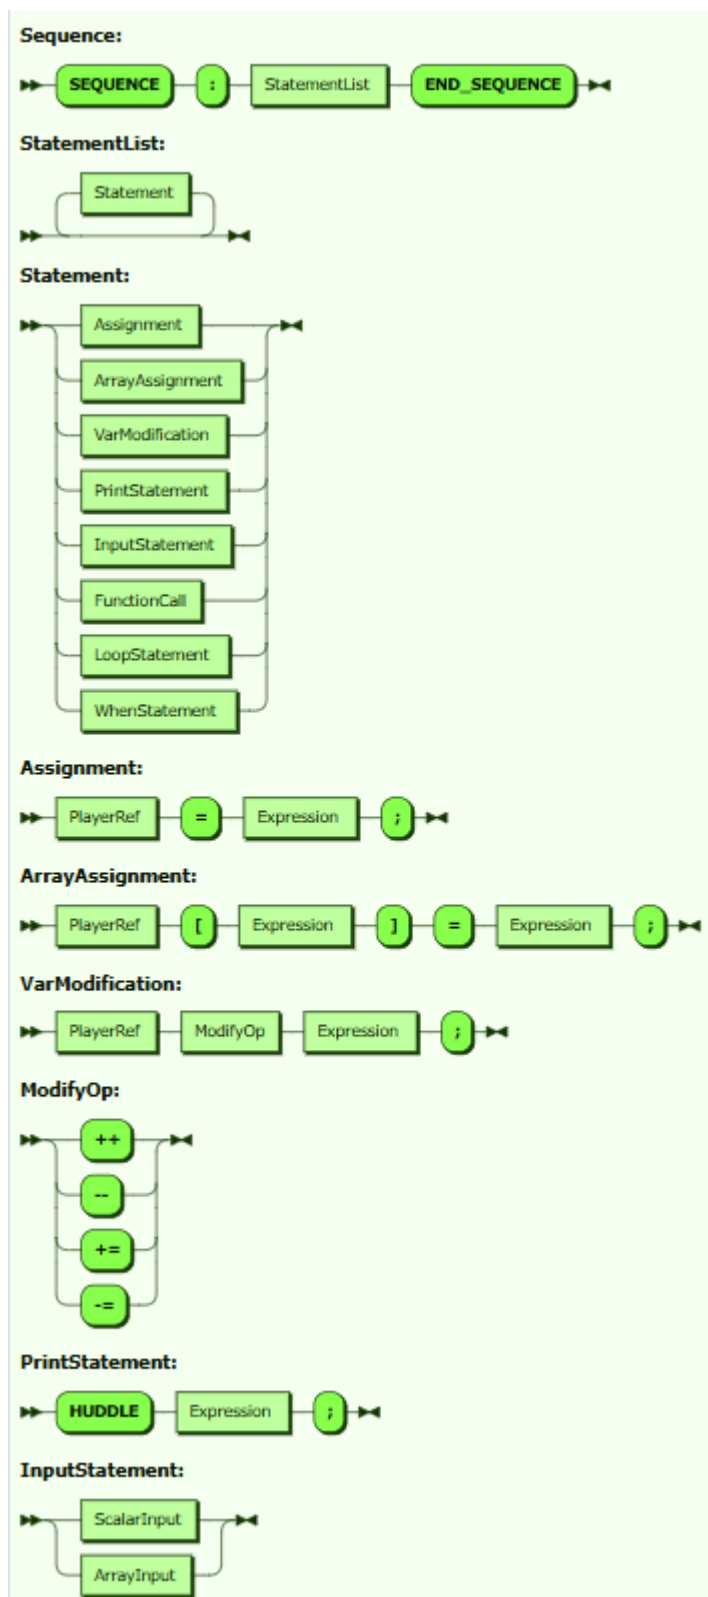 Sequence:
SEQUENCE : StatementList END_SEQUENCE
StatementList:
Statement
Statement:
Assignment
ArrayAssignment
VarModification
PrintStatement
InputStatement
FunctionCall
LoopStatement
WhenStatement
Assignment:
PlayerRef = Expression ;
ArrayAssignment:
PlayerRef [ Expression ] = Expression ;
VarModification:
PlayerRef ModifyOp Expression ;
ModifyOp:
++
--
+=
-=
PrintStatement:
HUDDLE Expression ;
InputStatement:
ScalarInput
ArrayInput